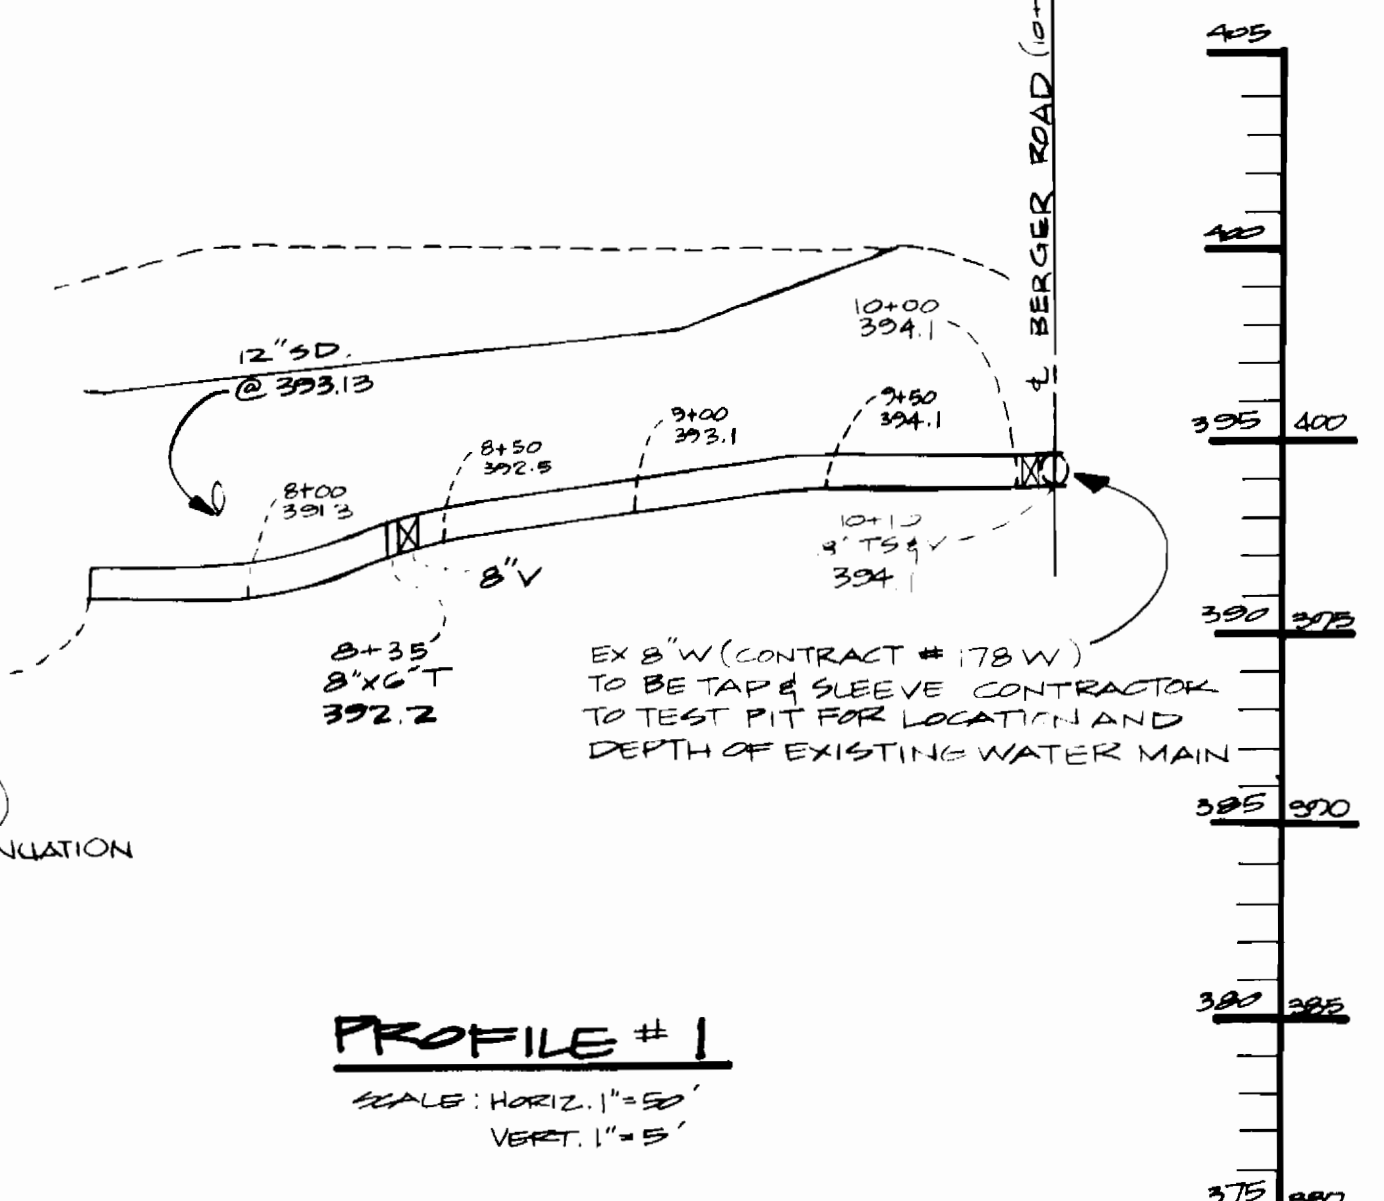 405
℄ BERGER ROAD (10+
400
10+00
394.1
12"SD.
@ 393.13
9+50
394.1
9+00
393.1
395 400
8+50
392.5
8+00
391.3
10+10
8" TS & V
394.1
8"V
8+35
8"X6"T
392.2
EX 8"W (CONTRACT # 178 W)
TO BE TAP & SLEEVE CONTRACTOR
TO TEST PIT FOR LOCATION AND
DEPTH OF EXISTING WATER MAIN
390 395
385 390
NUATION
380 385
PROFILE # 1
SCALE: HORIZ. 1"=50'
VERT. 1"=5'
375 380